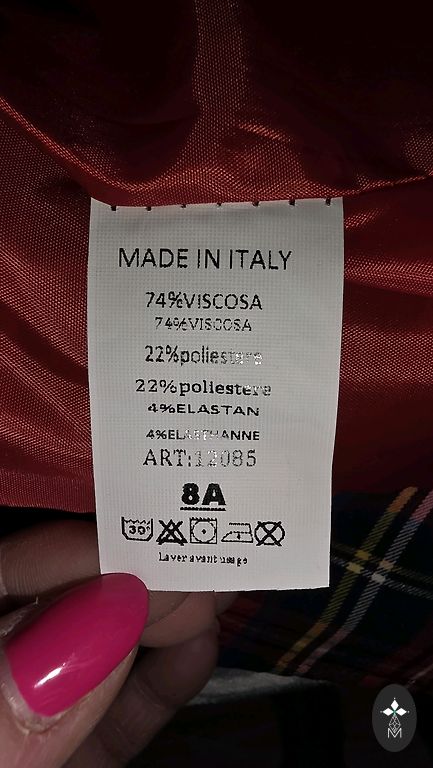 MADE IN ITALY
74%VISCOSA
74%VISCOSA
22%poliestere
22%poliestere
4%ELASTAN
4%ELASTHANNE
ART:12085
8A
30°
Laver avant usage
M